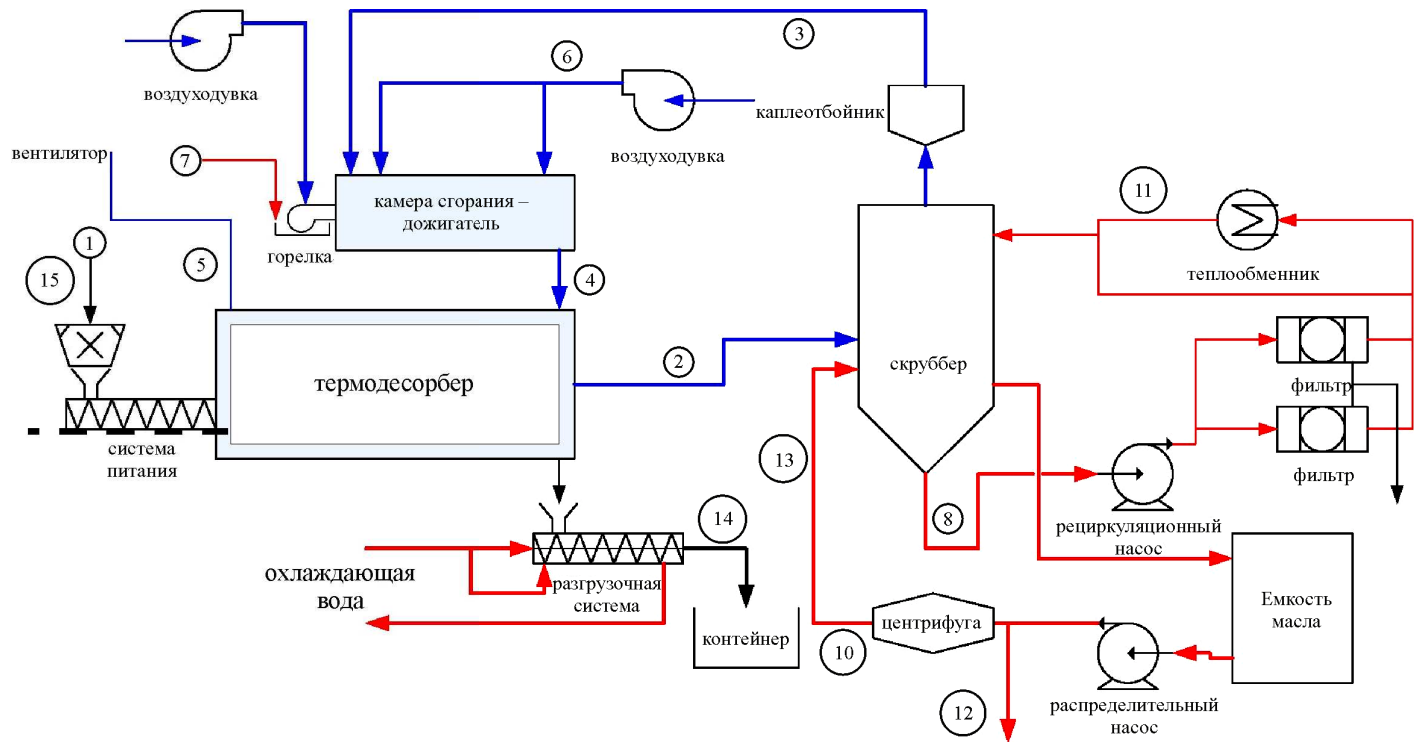 3
6
воздуходувка
каплеотбойник
вентилятор
7
воздуходувка
11
камера сгорания –
дожигатель
1
15
горелка
5
4
теплообменник
2
термодесорбер
скруббер
фильтр
система
питания
13
фильтр
14
8
рециркуляционный
насос
охлаждающая
вода
разгрузочная
система
контейнер
центрифуга
10
Емкость
масла
12
распределительный
насос